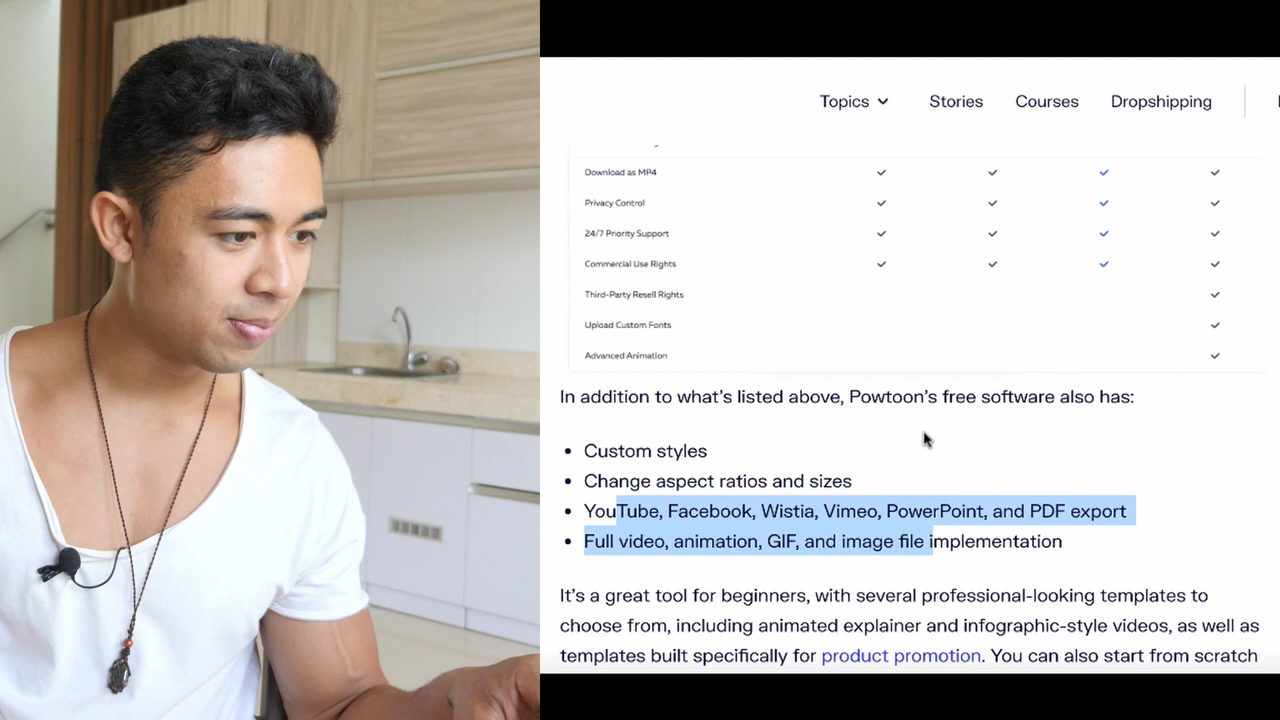 Topics Stories Courses Dropshipping
Download as MP4
Privacy Control
24/7 Priority Support
Commercial Use Rights
Third-Party Resell Rights
Upload Custom Fonts
Advanced Animation
In addition to what's listed above, Powtoon's free software also has:
• Custom styles
• Change aspect ratios and sizes
• YouTube, Facebook, Wistia, Vimeo, PowerPoint, and PDF export
• Full video, animation, GIF, and image file implementation
It's a great tool for beginners, with several professional-looking templates to
choose from, including animated explainer and infographic-style videos, as well as
templates built specifically for product promotion. You can also start from scratch